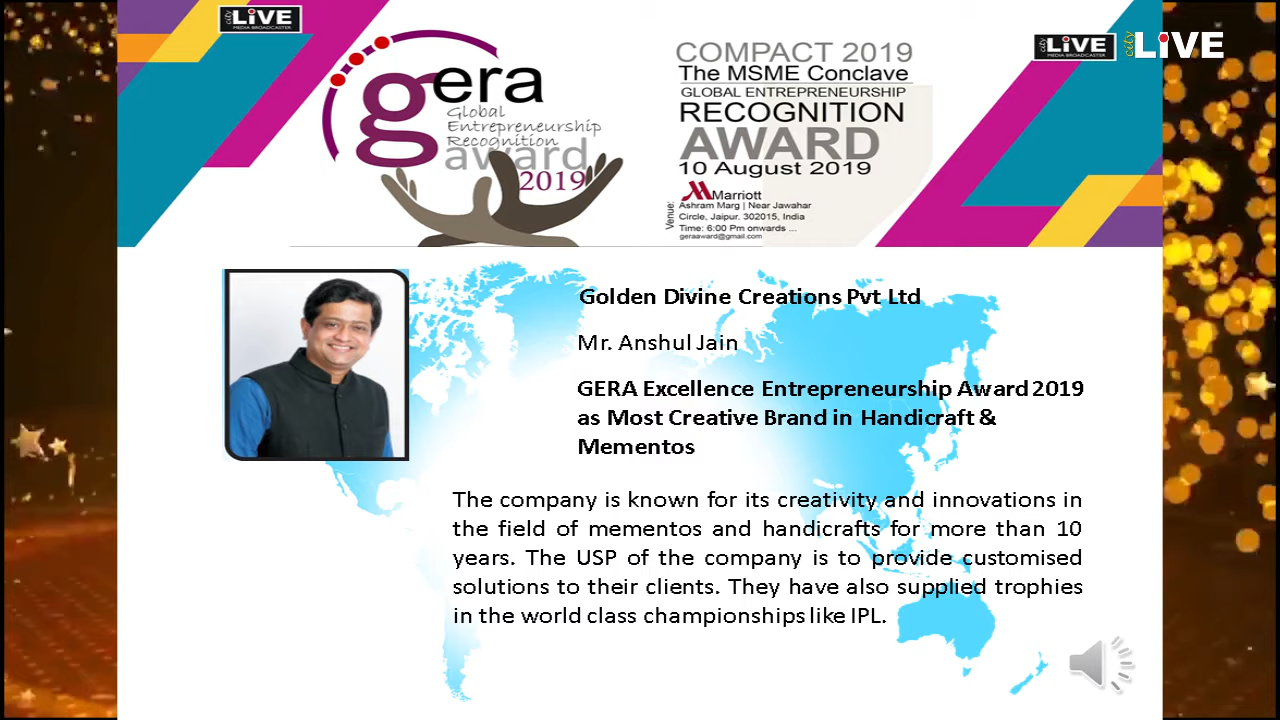 city LiVE
MEDIA BROADCASTER
gera
Global
Entrepreneurship
Recognition
award
2019
COMPACT 2019
The MSME Conclave
GLOBAL ENTREPRENEURSHIP
RECOGNITION
AWARD
10 August 2019
Venue:
Marriott
Ashram Marg | Near Jawahar
Circle, Jaipur. 302015, India
Time: 6:00 Pm onwards ...
geraaward@gmail.com
city LiVE
MEDIA BROADCASTER
city LiVE
Golden Divine Creations Pvt Ltd
Mr. Anshul Jain
GERA Excellence Entrepreneurship Award 2019
as Most Creative Brand in Handicraft &
Mementos
The company is known for its creativity and innovations in
the field of mementos and handicrafts for more than 10
years. The USP of the company is to provide customised
solutions to their clients. They have also supplied trophies
in the world class championships like IPL.